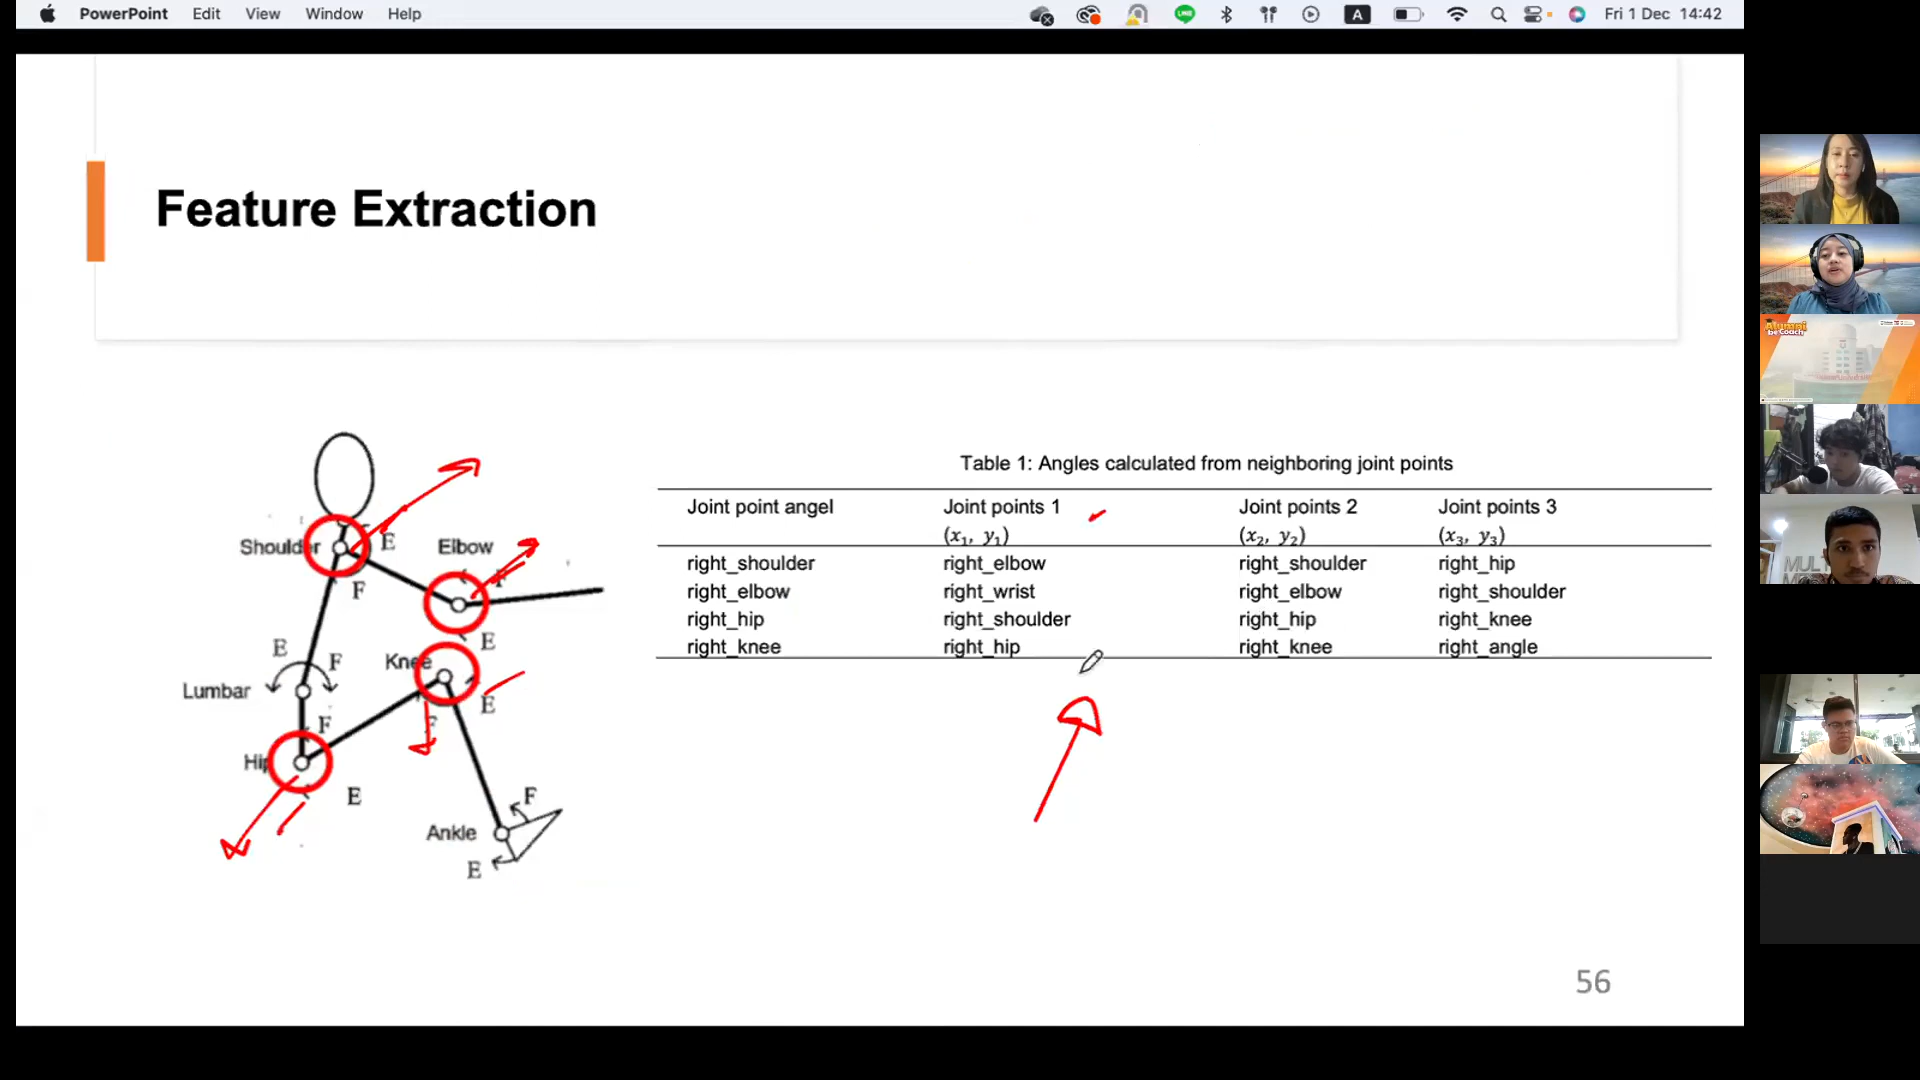 PowerPoint Edit View Window Help A Fri 1 Dec 14:42
Feature Extraction
Shoulder
E
Elbow
F
F
E
E
F
Knee
Lumbar
E
F
F
Hip
E
F
Ankle
E
Table 1: Angles calculated from neighboring joint points
Joint point angel Joint points 1 Joint points 2 Joint points 3
(x₁, y₁) (x₂, y₂) (x₃, y₃)
right_shoulder right_elbow right_shoulder right_hip
right_elbow right_wrist right_elbow right_shoulder
right_hip right_shoulder right_hip right_knee
right_knee right_hip right_knee right_angle
56
Alumni
be Coach